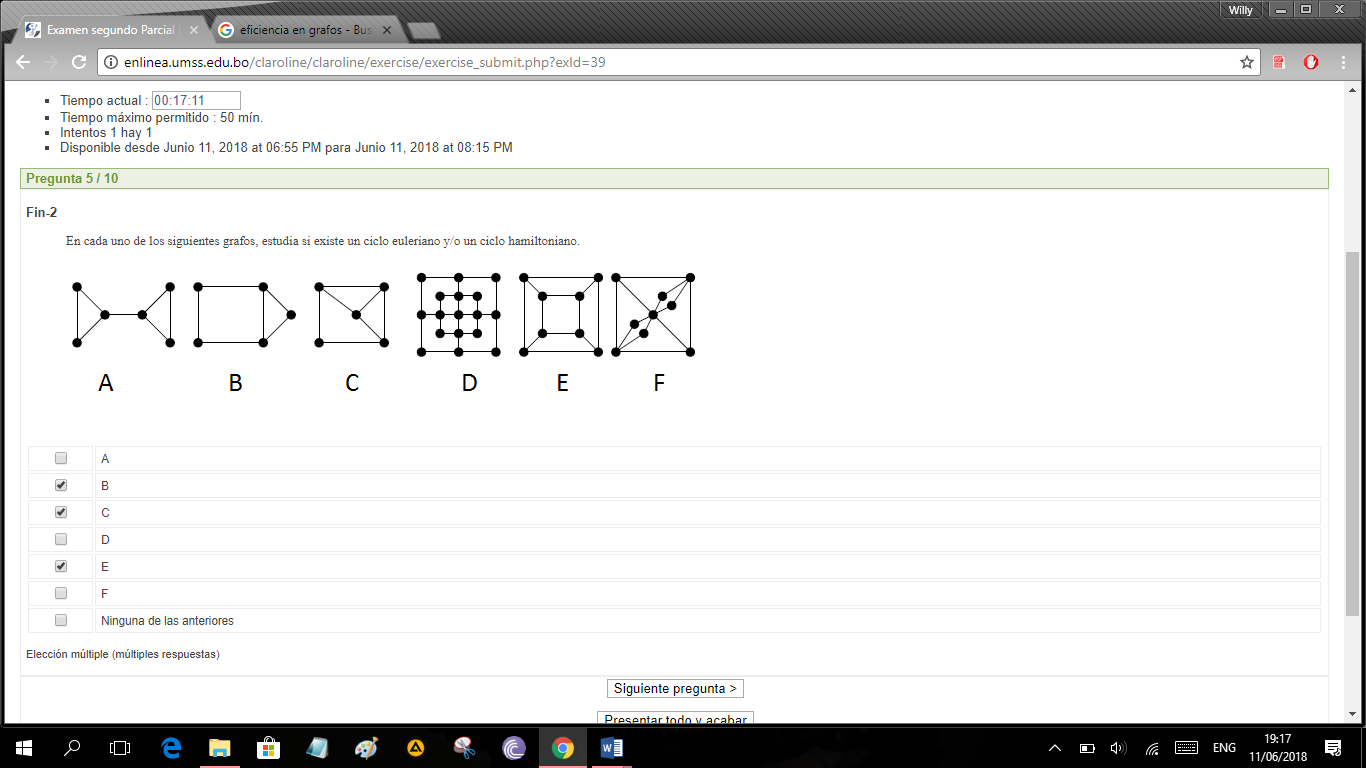 Willy
Examen segundo Parcial
eficiencia en grafos - Bus
enlinea.umss.edu.bo/claroline/claroline/exercise/exercise_submit.php?exId=39
Tiempo actual : 00:17:11
Tiempo máximo permitido : 50 mín.
Intentos 1 hay 1
Disponible desde Junio 11, 2018 at 06:55 PM para Junio 11, 2018 at 08:15 PM
Pregunta 5 / 10
Fin-2
En cada uno de los siguientes grafos, estudia si existe un ciclo euleriano y/o un ciclo hamiltoniano.
A B C D E F
A
B
C
D
E
F
Ninguna de las anteriores
Elección múltiple (múltiples respuestas)
Siguiente pregunta >
Presentar todo y acabar
ENG
19:17
11/06/2018